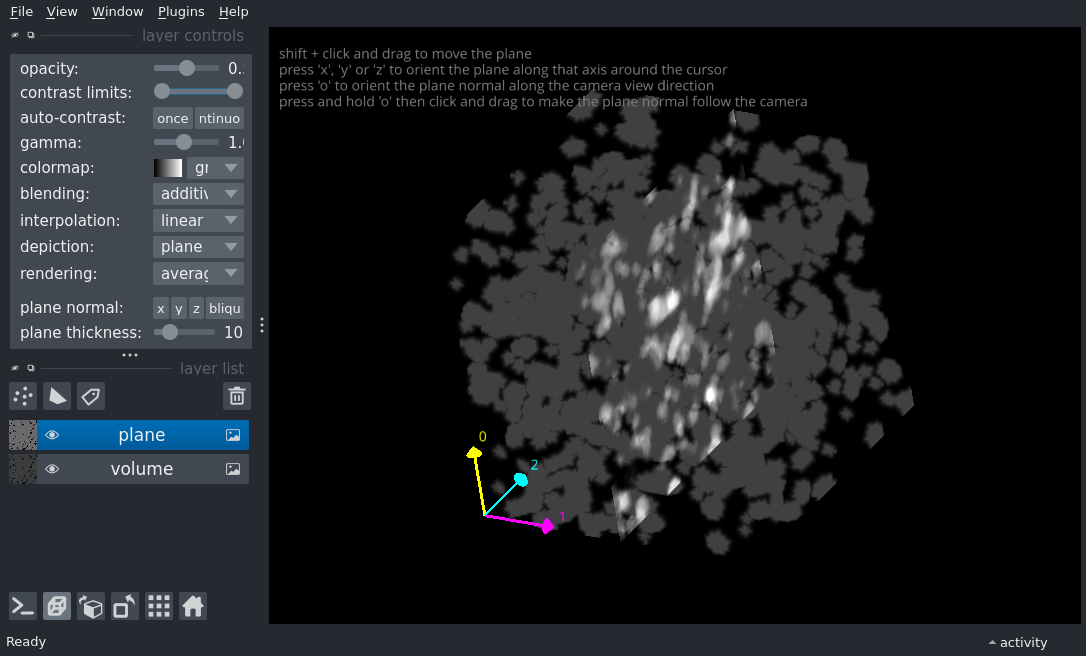 File View Window Plugins Help
layer controls
opacity: 0.
contrast limits:
auto-contrast: once ntinuo
gamma: 1.
colormap: gr
blending: additiv
interpolation: linear
depiction: plane
rendering: averag
plane normal: x y z bliqu
plane thickness: 10
layer list
plane
volume
shift + click and drag to move the plane
press 'x', 'y' or 'z' to orient the plane along that axis around the cursor
press 'o' to orient the plane normal along the camera view direction
press and hold 'o' then click and drag to make the plane normal follow the camera
0
2
1
Ready
activity